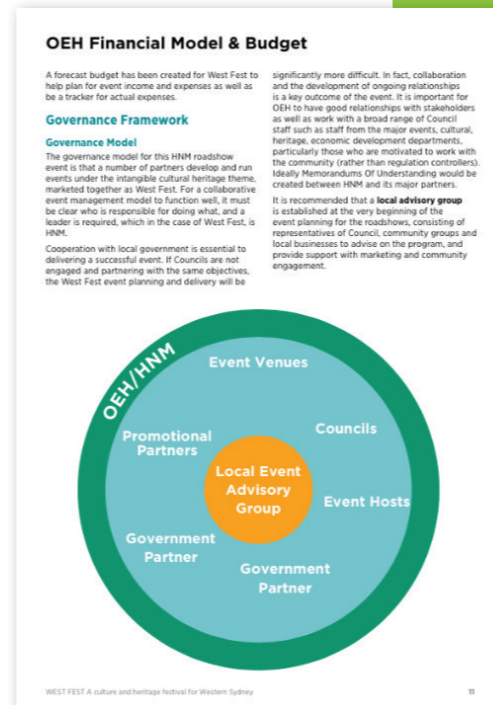 OEH Financial Model & Budget
A forecast budget has been created for West Fest to
help plan for event income and expenses as well as
be a tracker for actual expenses.
Governance Framework
Governance Model
The governance model for this HNM roadshow
event is that a number of partners develop and run
events under the intangible cultural heritage theme,
marketed together as West Fest. For a collaborative
event management model to function well, it must
be clear who is responsible for doing what, and a
leader is required, which in the case of West Fest, is
HNM.
Cooperation with local government is essential to
delivering a successful event. If Councils are not
engaged and partnering with the same objectives,
the West Fest event planning and delivery will be
significantly more difficult. In fact, collaboration
and the development of ongoing relationships
is a key outcome of the event. It is important for
OEH to have good relationships with stakeholders
as well as work with a broad range of Council
staff such as staff from the major events, cultural,
heritage, economic development departments,
particularly those who are motivated to work with
the community (rather than regulation controllers).
Ideally Memorandums Of Understanding would be
created between HNM and its major partners.
It is recommended that a local advisory group
is established at the very beginning of the
event planning for the roadshows, consisting of
representatives of Council, community groups and
local businesses to advise on the program, and
provide support with marketing and community
engagement.
OEH/HNM
Event Venues
Promotional
Partners
Councils
Local Event
Advisory
Group
Event Hosts
Government
Partner
Government
Partner
WEST FEST A culture and heritage festival for Western Sydney
11